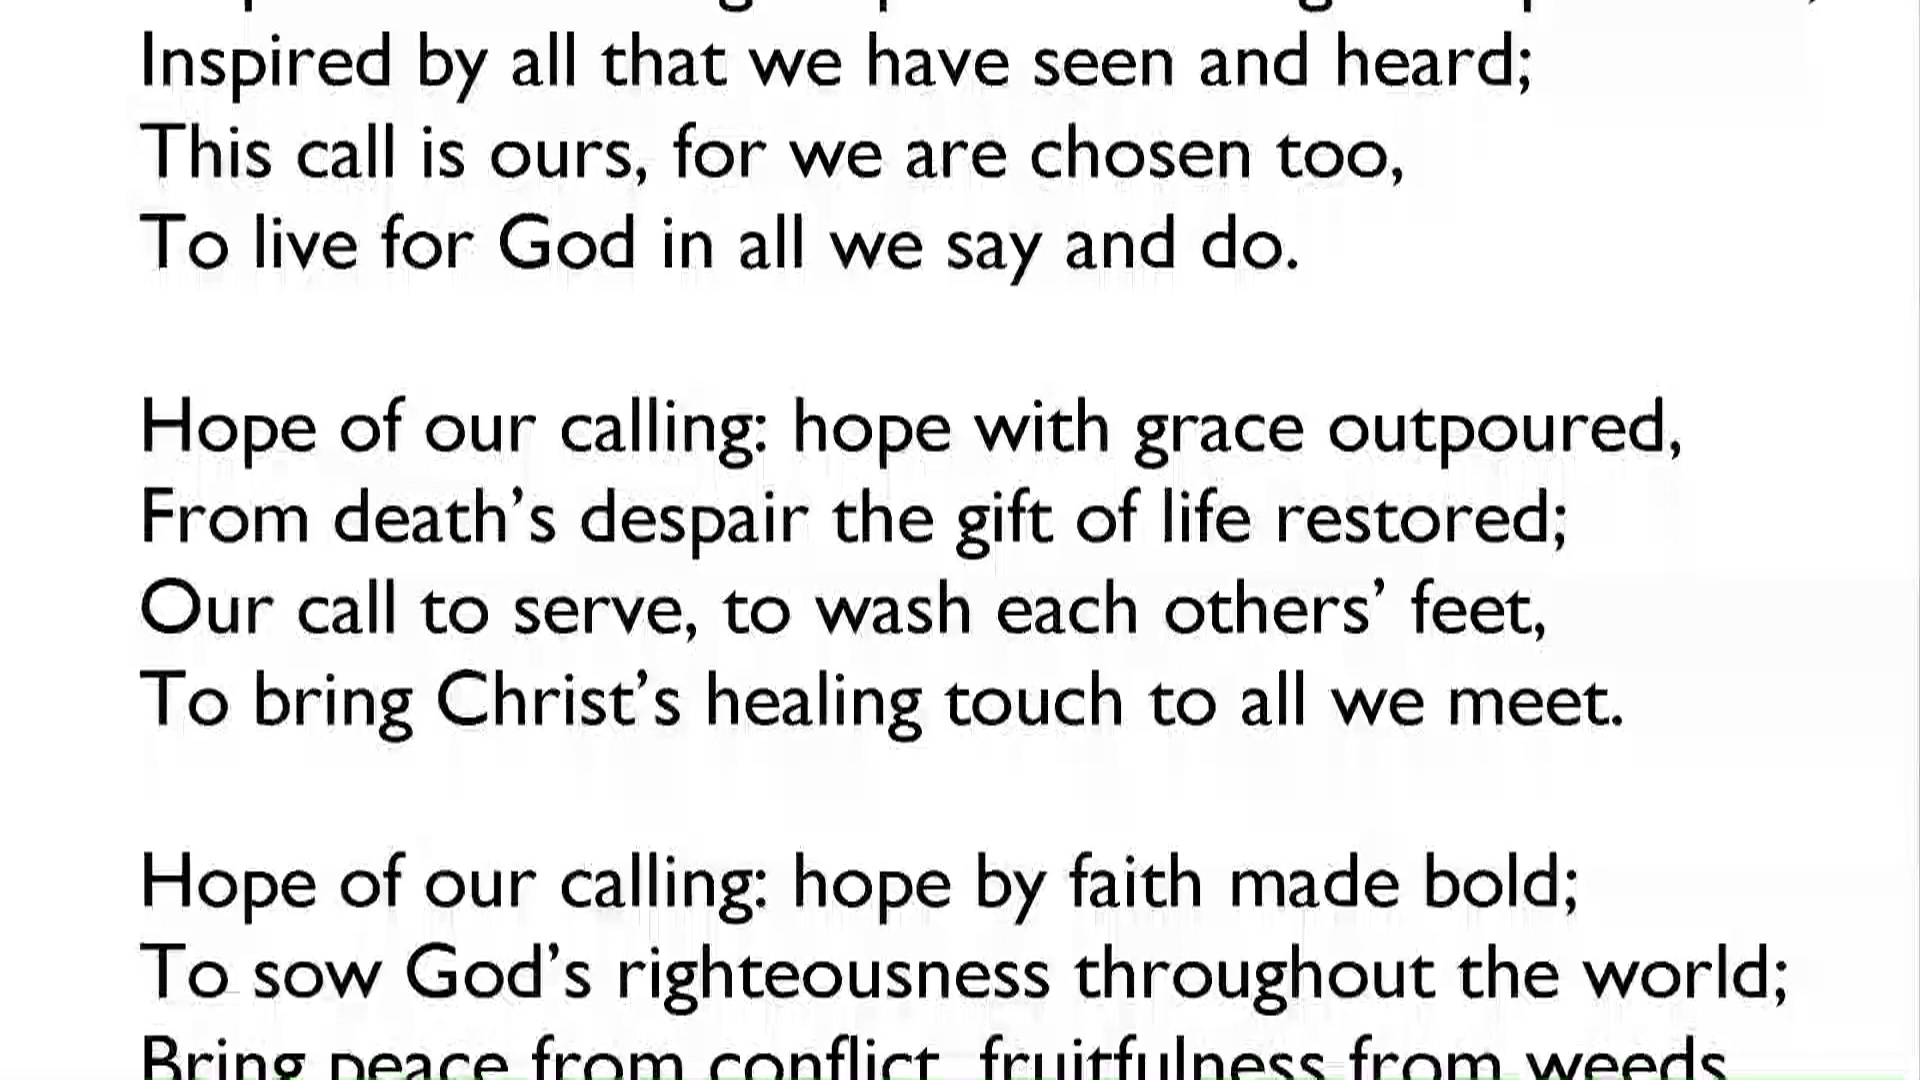 Inspired by all that we have seen and heard;
This call is ours, for we are chosen too,
To live for God in all we say and do.
Hope of our calling: hope with grace outpoured,
From death’s despair the gift of life restored;
Our call to serve, to wash each others’ feet,
To bring Christ’s healing touch to all we meet.
Hope of our calling: hope by faith made bold;
To sow God’s righteousness throughout the world;
Bring peace from conflict, fruitfulness from weeds,